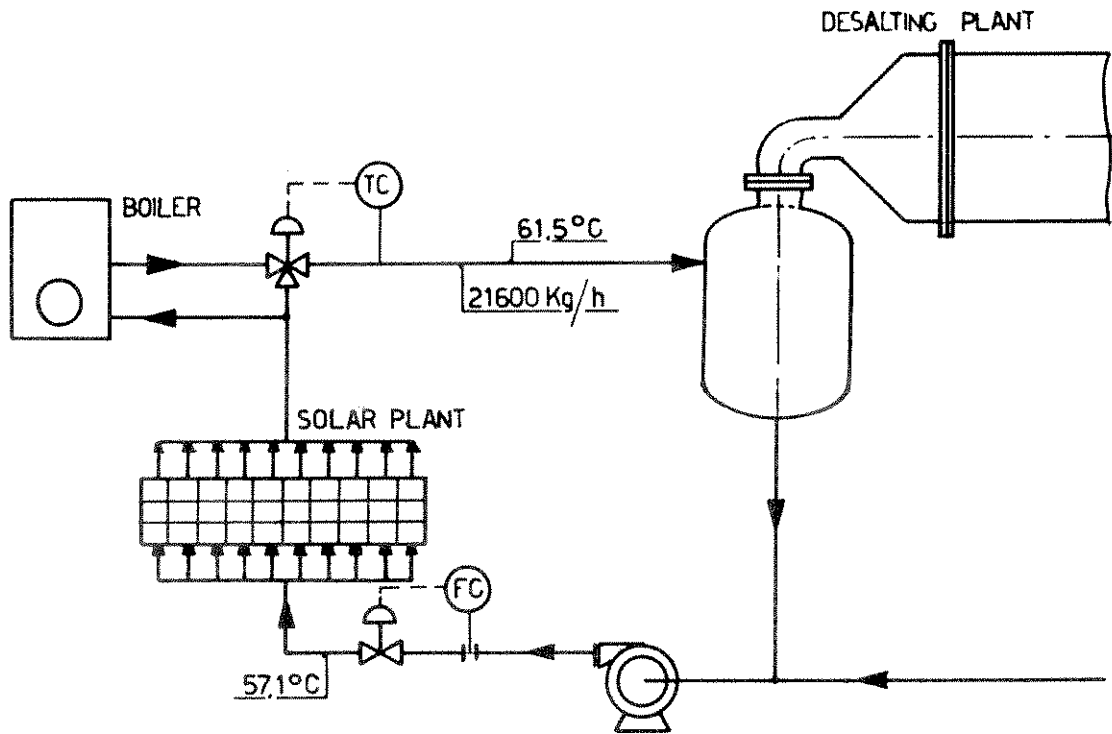 DESALTING PLANT
BOILER
TC
61.5°C
21600 Kg/h
SOLAR PLANT
FC
57.1°C